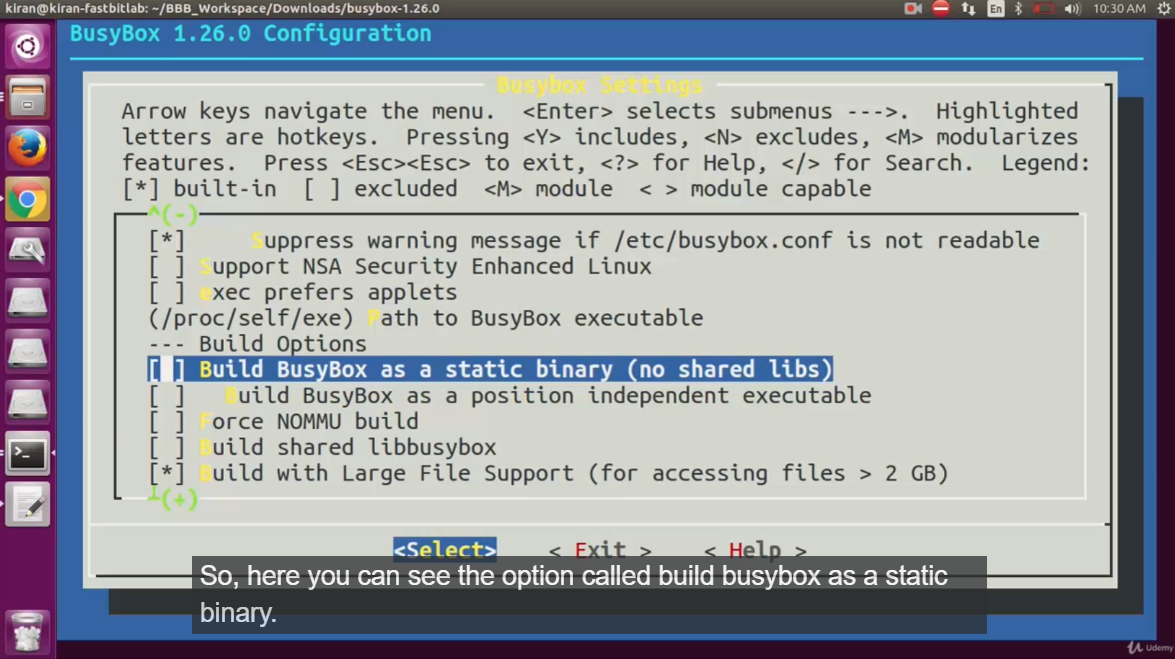 kiran@kiran-fastbitlab: ~/BBB_Workspace/Downloads/busybox-1.26.0
En
10:30 AM
BusyBox 1.26.0 Configuration
Busybox Settings
Arrow keys navigate the menu.  <Enter> selects submenus --->.  Highlighted
letters are hotkeys.  Pressing <Y> includes, <N> excludes, <M> modularizes
features.  Press <Esc><Esc> to exit, <?> for Help, </> for Search.  Legend:
[*] built-in  [ ] excluded  <M> module  < > module capable
^(-)
[*]     Suppress warning message if /etc/busybox.conf is not readable
[ ] Support NSA Security Enhanced Linux
[ ] exec prefers applets
(/proc/self/exe) Path to BusyBox executable
--- Build Options
[ ] Build BusyBox as a static binary (no shared libs)
[ ]   Build BusyBox as a position independent executable
[ ] Force NOMMU build
[ ] Build shared libbusybox
[*] Build with Large File Support (for accessing files > 2 GB)
┴(+)
<Select>    < Exit >    < Help >
So, here you can see the option called build busybox as a static
binary.
Udemy